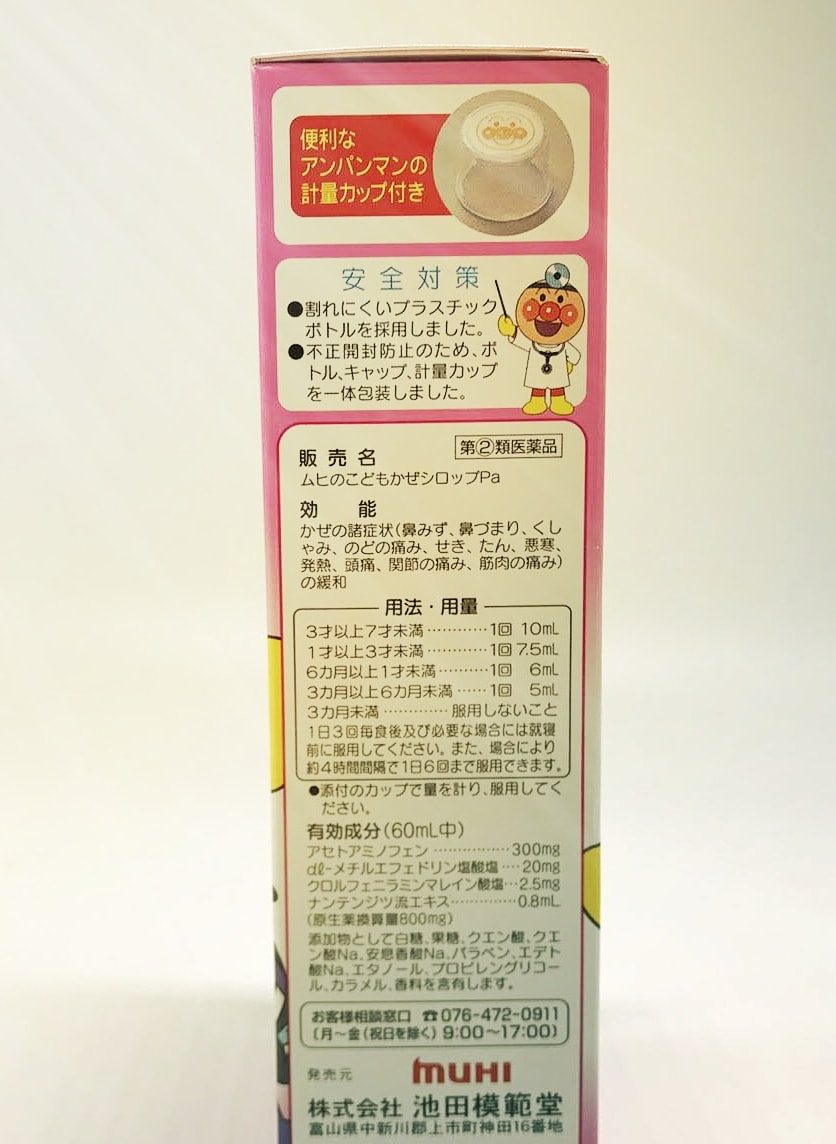 便利な
アンパンマンの
計量カップ付き
安全対策
●割れにくいプラスチック
ボトルを採用しました。
●不正開封防止のため、ボ
トル、キャップ、計量カップ
を一体包装しました。
販売名
第②類医薬品
ムヒのこどもかぜシロップPa
効能
かぜの諸症状(鼻みず、鼻づまり、くし
ゃみ、のどの痛み、せき、たん、悪寒、
発熱、頭痛、関節の痛み、筋肉の痛み)
の緩和
用法・用量
3才以上7才未満…………1回 10mL
1才以上3才未満…………1回 7.5mL
6カ月以上1才未満………1回 6mL
3カ月以上6カ月未満……1回 5mL
3カ月未満…………服用しないこと
1日3回毎食後及び必要な場合には就寝
前に服用してください。また、場合により
約4時間間隔で1日6回まで服用できます。
●添付のカップで量を計り、服用してく
ださい。
有効成分(60mL中)
アセトアミノフェン……………300mg
dl-メチルエフェドリン塩酸塩……20mg
クロルフェニラミンマレイン酸塩…2.5mg
ナンテンジツ流エキス…………0.8mL
(原生薬換算量800mg)
添加物として白糖、果糖、クエン酸、クエ
ン酸Na、安息香酸Na、パラベン、エデト
酸Na、エタノール、プロピレングリコー
ル、カラメル、香料を含有します。
お客様相談窓口 ☎076-472-0911
(月~金(祝日を除く) 9:00~17:00)
発売元
MUHI
株式会社 池田模範堂
富山県中新川郡上市町神田16番地